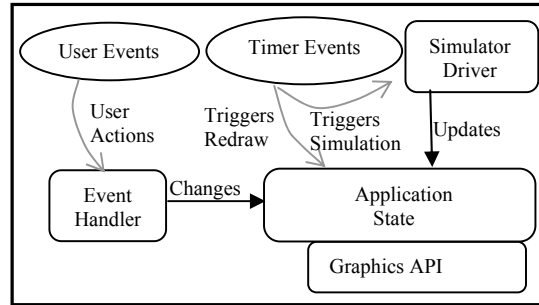 User Events
Timer Events
Simulator
Driver
User
Actions
Triggers
Redraw
Triggers
Simulation
Updates
Event
Handler
Changes
Application
State
Graphics API